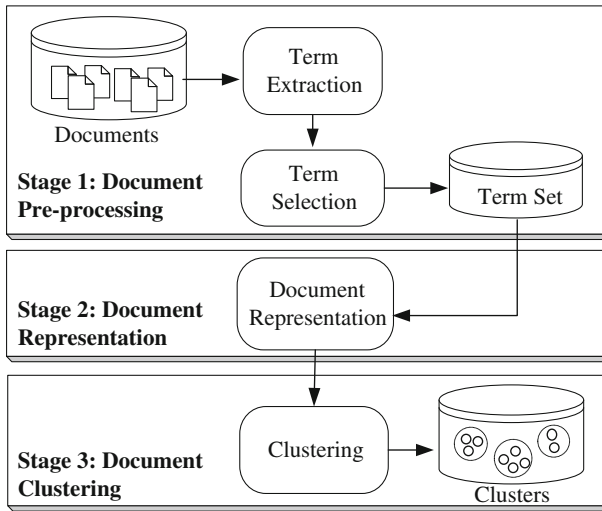 Term
Extraction
Documents
Stage 1: Document
Pre-processing
Term
Selection
Term Set
Stage 2: Document
Representation
Document
Representation
Stage 3: Document
Clustering
Clustering
Clusters